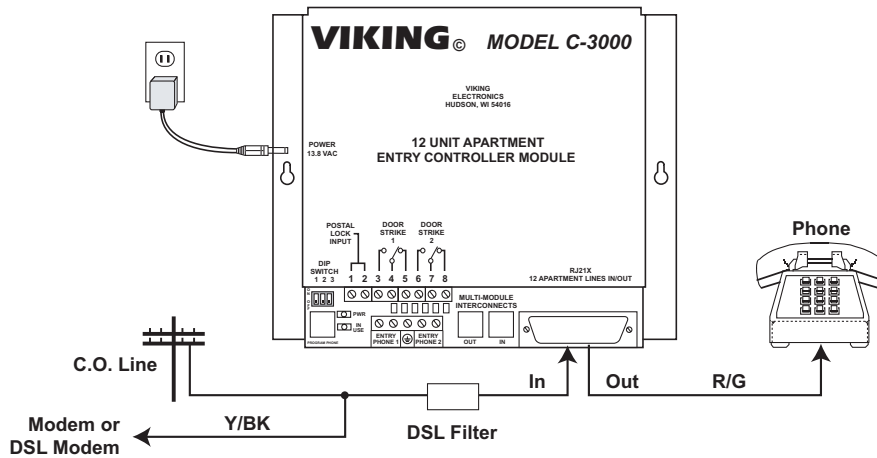 VIKING © MODEL C-3000
VIKING
ELECTRONICS
HUDSON, WI 54016
POWER
13.8 VAC
12 UNIT APARTMENT
ENTRY CONTROLLER MODULE
POSTAL
LOCK
INPUT
DOOR
STRIKE
1
DOOR
STRIKE
2
DIP
SWITCH
1 2 3
1 2 3 4 5 6 7 8
RJ21X
12 APARTMENT LINES IN/OUT
MULTI-MODULE
INTERCONNECTS
PWR
IN
USE
PROGRAM PHONE
ENTRY
PHONE 1
ENTRY
PHONE 2
OUT
IN
Phone
C.O. Line
In
Out
R/G
Y/BK
DSL Filter
Modem or
DSL Modem